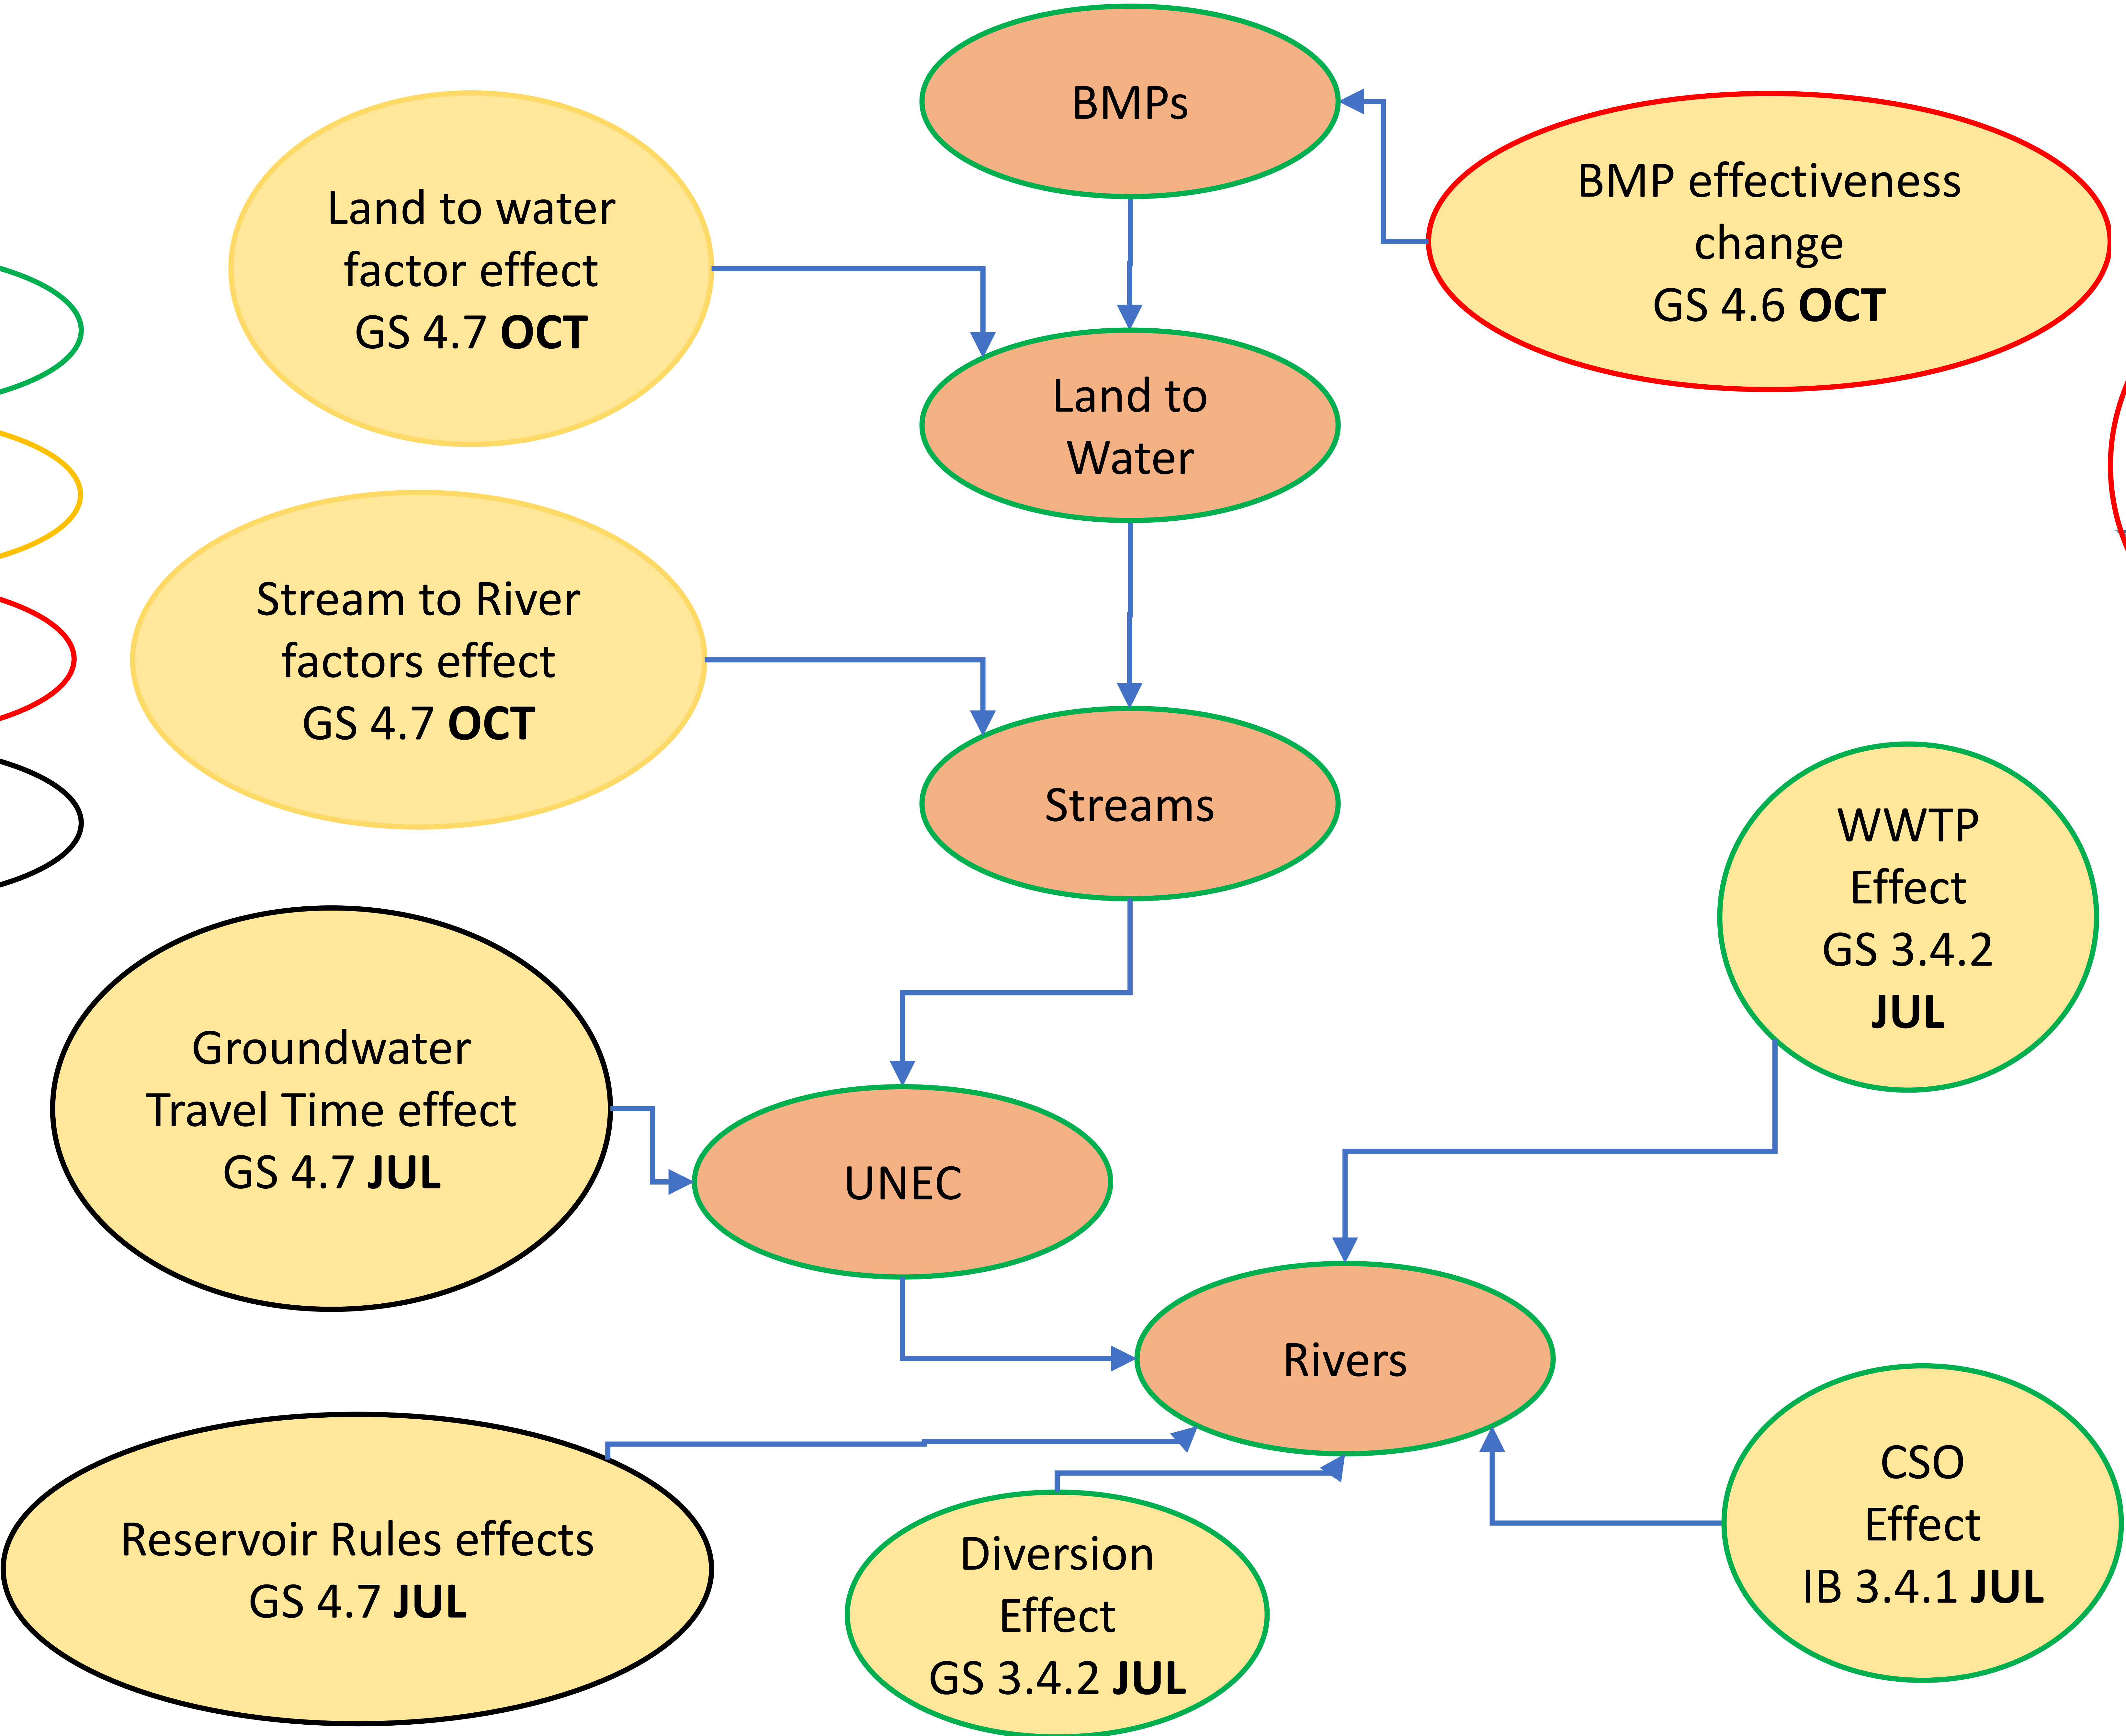 BMPs
Land to water
factor effect
GS 4.7 OCT
BMP effectiveness
change
GS 4.6 OCT
Land to
Water
Stream to River
factors effect
GS 4.7 OCT
Streams
WWTP
Effect
GS 3.4.2
JUL
Groundwater
Travel Time effect
GS 4.7 JUL
UNEC
Rivers
Reservoir Rules effects
GS 4.7 JUL
Diversion
Effect
GS 3.4.2 JUL
CSO
Effect
IB 3.4.1 JUL